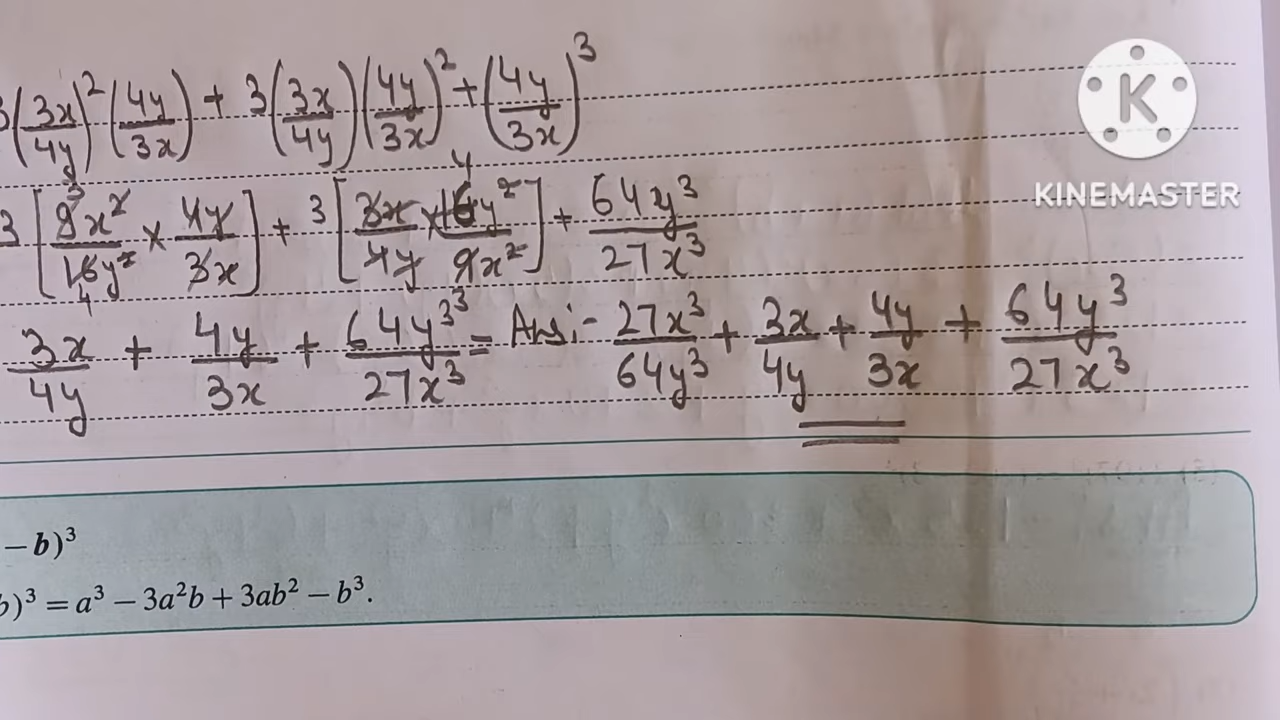 3(3x/4y)²(4y/3x) + 3(3x/4y)(4y/3x)² + (4y/3x)³
3[9x²/16y² × 4y/3x] + 3[3x/4y × 16y²/9x²] + 64y³/27x³
3x/4y + 4y/3x + 64y³³/27x³ = Ans:- 27x³/64y³ + 3x/4y + 4y/3x + 64y³/27x³
– b)³
b)³ = a³ – 3a²b + 3ab² – b³.
K
KINEMASTER